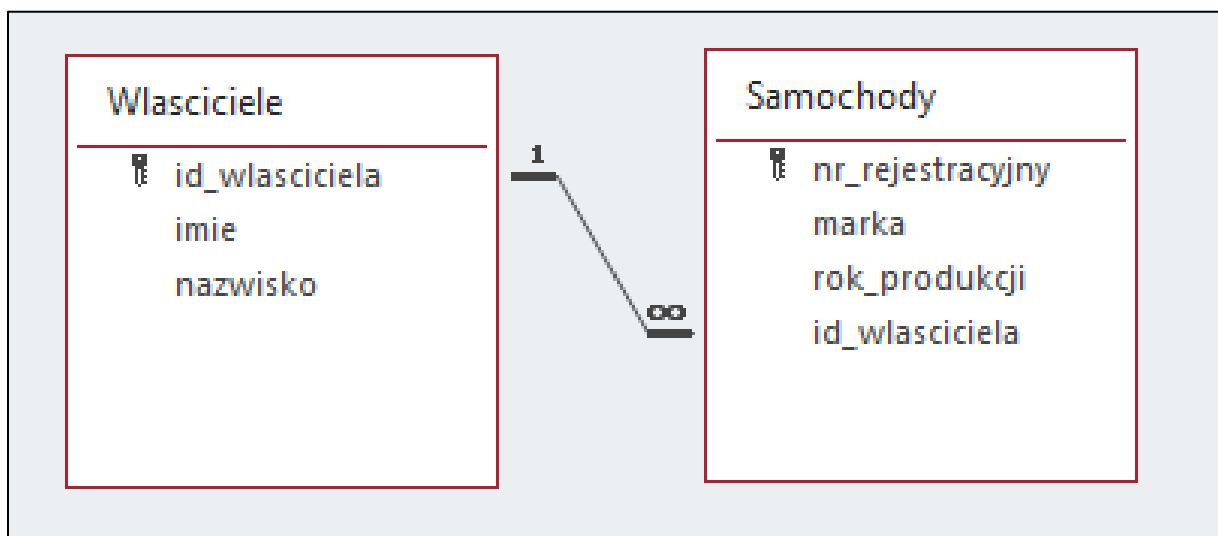 Wlasciciele
id_wlasciciela
imie
nazwisko
1
∞
Samochody
nr_rejestracyjny
marka
rok_produkcji
id_wlasciciela